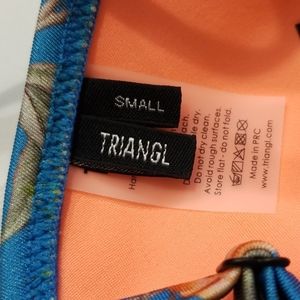 SMALL
TRIANGL
Do not dry clean.
Avoid rough surfaces.
Store flat - do not fold.
Made in PRC
www.triangl.com